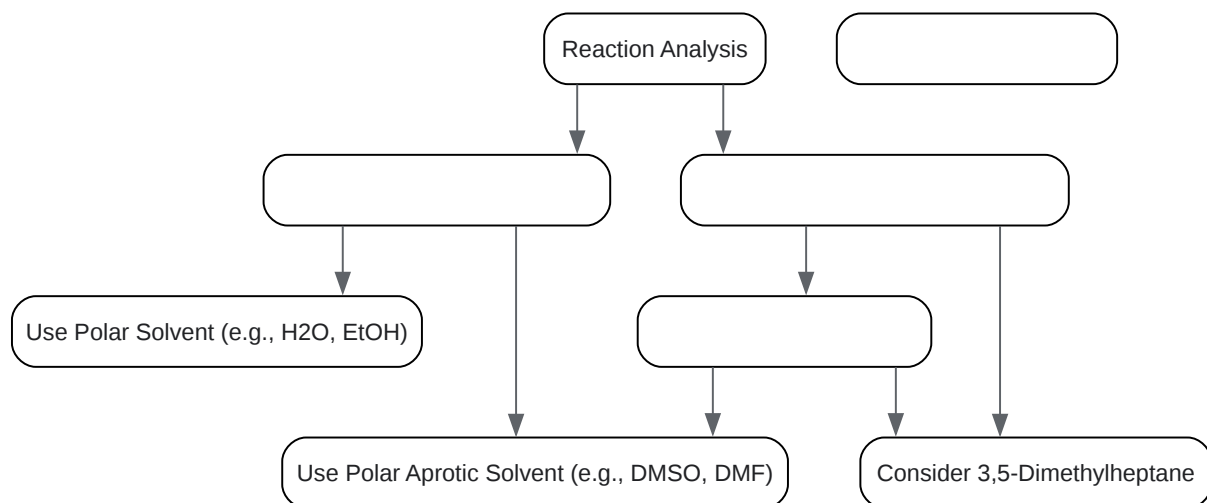 Reaction Analysis
Use Polar Solvent (e.g., H2O, EtOH)
Use Polar Aprotic Solvent (e.g., DMSO, DMF)
Consider 3,5-Dimethylheptane